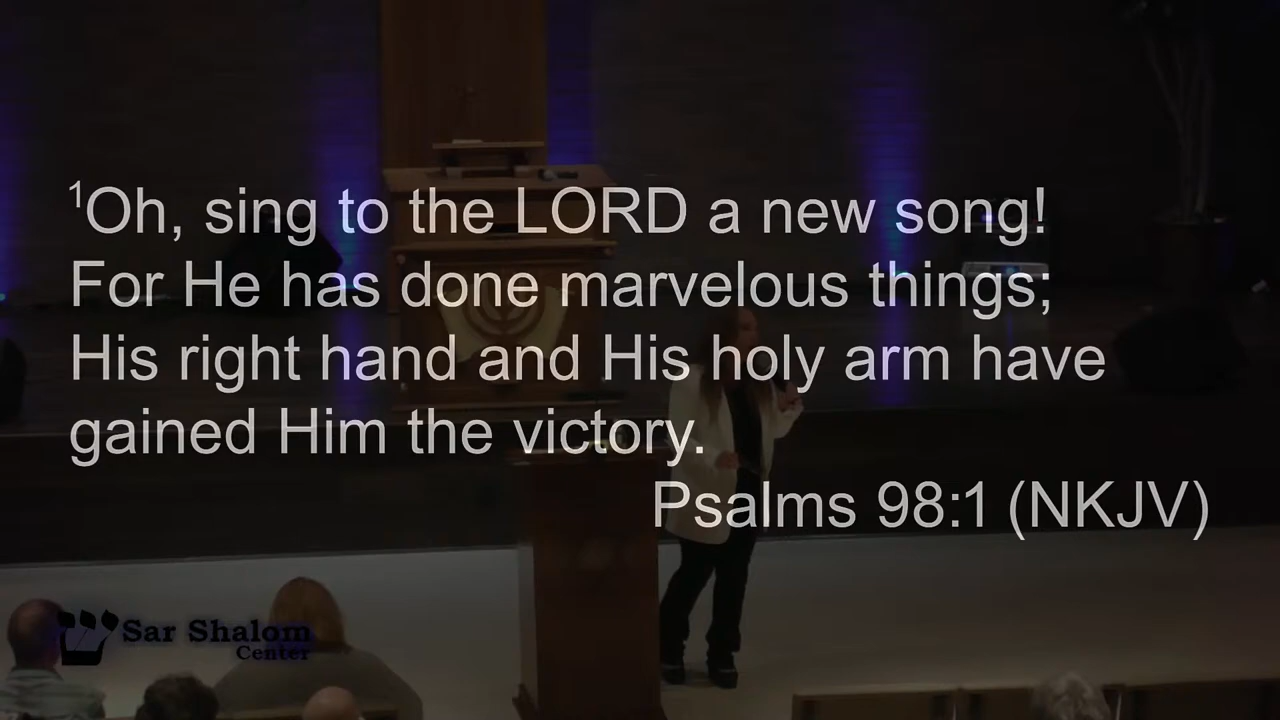 1Oh, sing to the LORD a new song!
For He has done marvelous things;
His right hand and His holy arm have
gained Him the victory.
Psalms 98:1 (NKJV)
Sar Shalom
Center